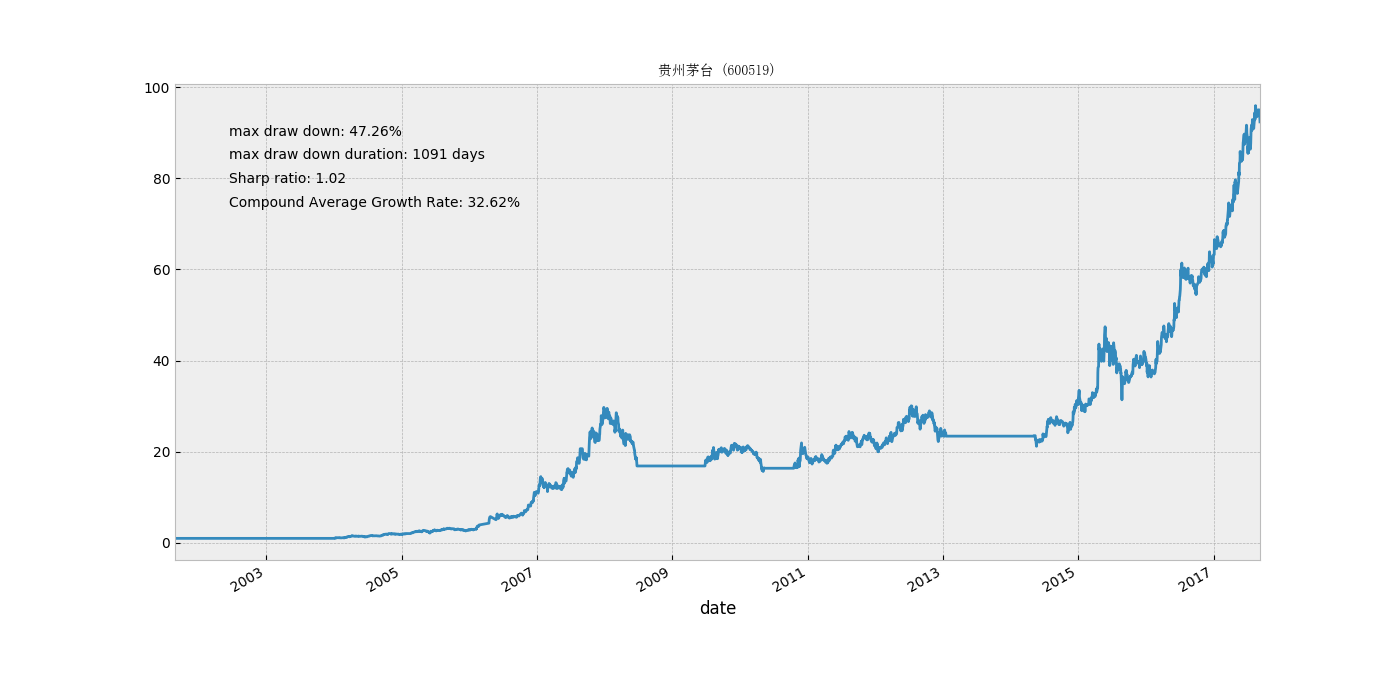 贵州茅台 (600519)
100
80
60
40
20
0
max draw down: 47.26%
max draw down duration: 1091 days
Sharp ratio: 1.02
Compound Average Growth Rate: 32.62%
2003 2005 2007 2009 2011 2013 2015 2017
date